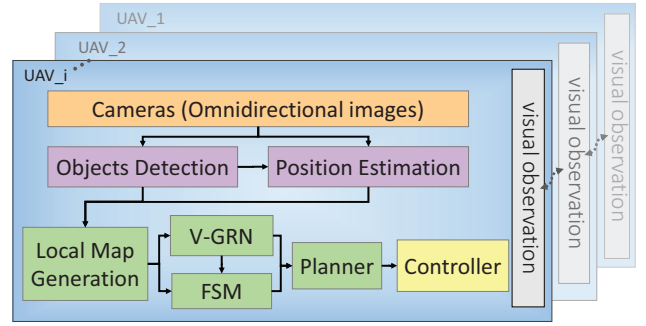 UAV_1
UAV_2
UAV_i
Cameras (Omnidirectional images)
Objects Detection
Position Estimation
Local Map
Generation
V-GRN
FSM
Planner
Controller
visual observation
visual observation
visual observation